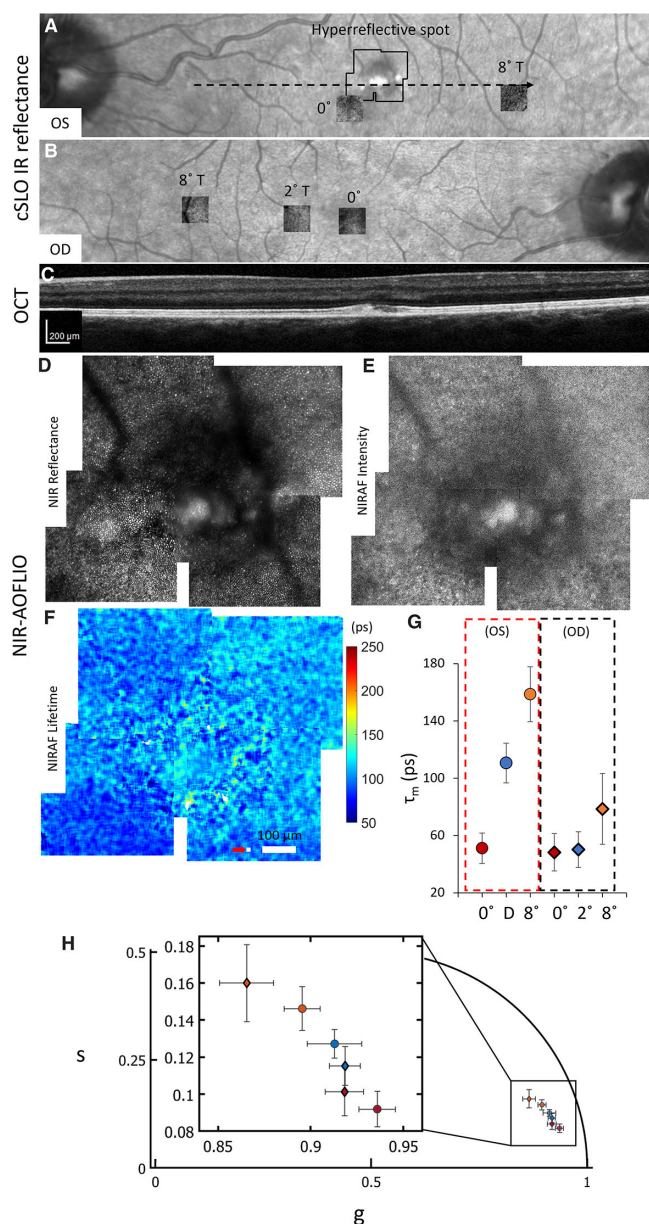 A
Hyperreflective spot
8° T
0°
OS
cSLO IR reflectance
B
8° T
2° T
0°
OD
C
OCT
200 µm
D
NIR Reflectance
E
NIRAF Intensity
NIR-AOFLIO
F
NIRAF Lifetime
(ps)
250
200
150
100
50
100 µm
G
(OS) (OD)
180
140
100
60
20
τm (ps)
0° D 8° 0° 2° 8°
H
0.18
0.16
0.14
0.12
0.1
0.08
0.85 0.9 0.95
0.5
0.25
0
S
0 0.5 1
g